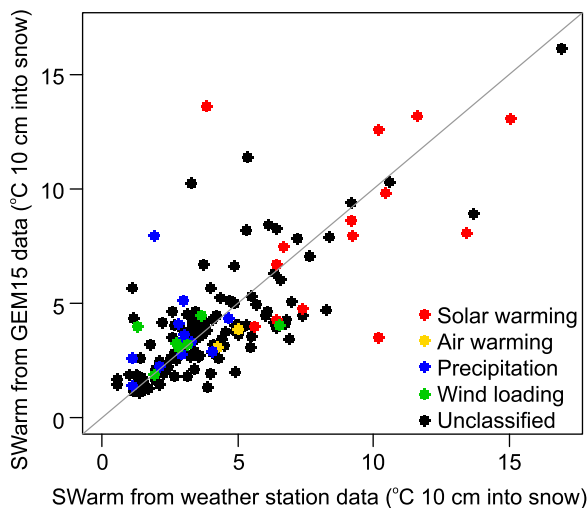 SWarm from GEM15 data (°C 10 cm into snow)
15
10
5
0
Solar warming
Air warming
Precipitation
Wind loading
Unclassified
0 5 10 15
SWarm from weather station data (°C 10 cm into snow)